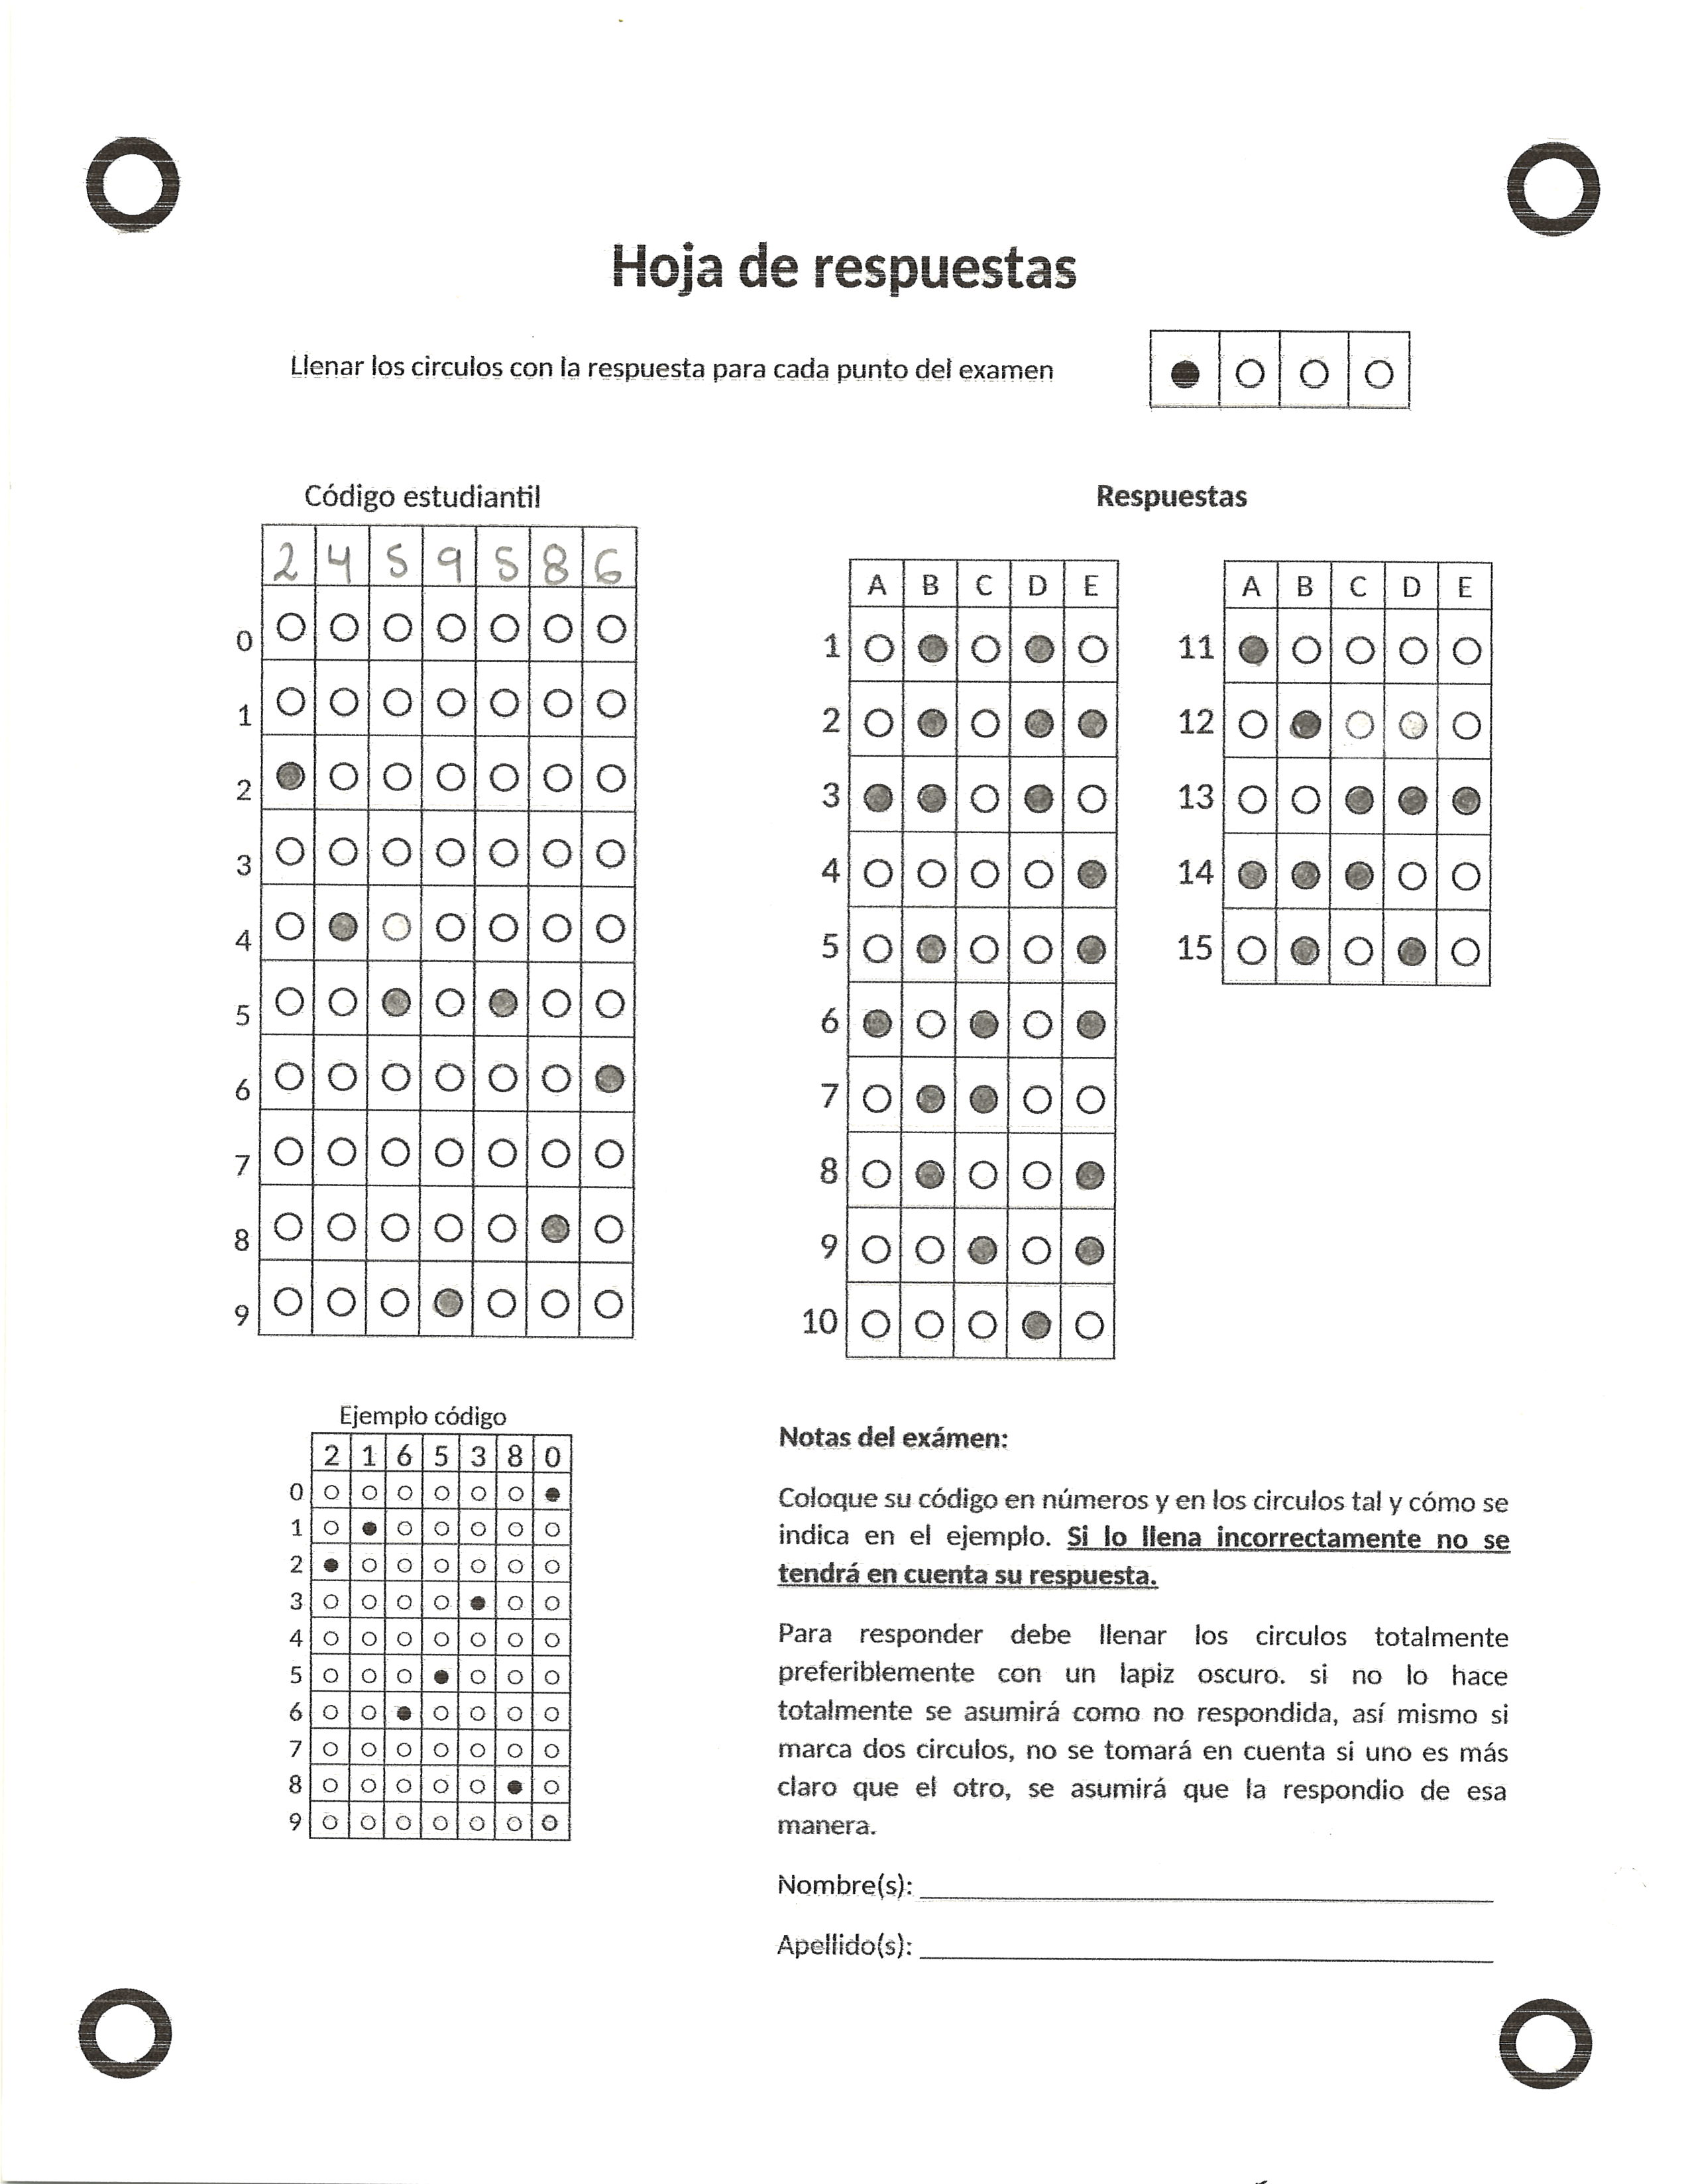 Hoja de respuestas
Llenar los circulos con la respuesta para cada punto del examen
Código estudiantil
2 4 5 9 5 8 6
0
1
2
3
4
5
6
7
8
9
Respuestas
A B C D E
1
2
3
4
5
6
7
8
9
10
A B C D E
11
12
13
14
15
Ejemplo código
2 1 6 5 3 8 0
0
1
2
3
4
5
6
7
8
9
Notas del exámen:
Coloque su código en números y en los circulos tal y cómo se
indica en el ejemplo. Si lo llena incorrectamente no se
tendrá en cuenta su respuesta.
Para responder debe llenar los circulos totalmente
preferiblemente con un lapiz oscuro. si no lo hace
totalmente se asumirá como no respondida, así mismo si
marca dos circulos, no se tomará en cuenta si uno es más
claro que el otro, se asumirá que la respondio de esa
manera.
Nombre(s):
Apellido(s):